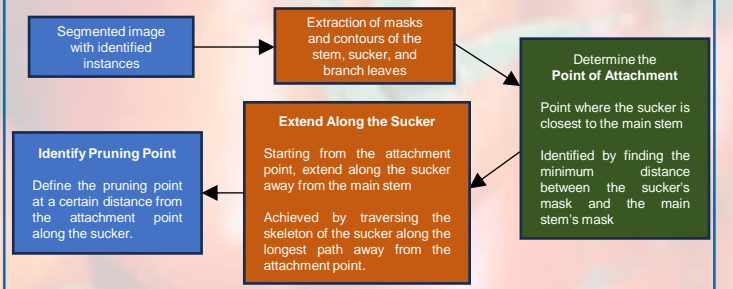 Segmented image
with identified
instances
Extraction of masks
and contours of the
stem, sucker, and
branch leaves
Determine the
Point of Attachment
Point where the sucker is
closest to the main stem
Identified by finding the
minimum distance
between the sucker's
mask and the main
stem's mask
Extend Along the Sucker
Starting from the attachment
point, extend along the sucker
away from the main stem
Achieved by traversing the
skeleton of the sucker along the
longest path away from the
attachment point.
Identify Pruning Point
Define the pruning point
at a certain distance from
the attachment point
along the sucker.